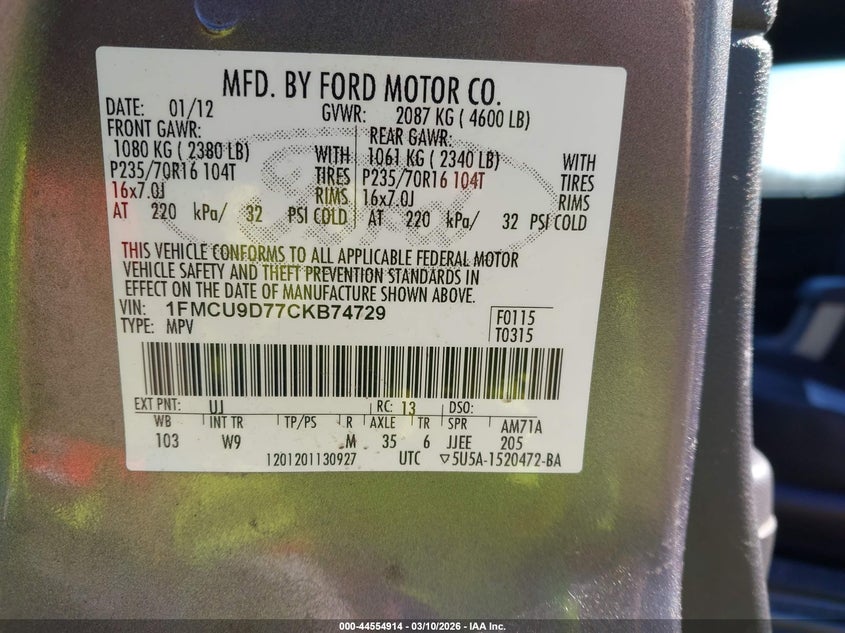 MFD. BY FORD MOTOR CO.
DATE: 01/12 GVWR: 2087 KG ( 4600 LB)
FRONT GAWR: REAR GAWR:
1080 KG ( 2380 LB) WITH 1061 KG ( 2340 LB) WITH
P235/70R16 104T TIRES P235/70R16 104T TIRES
16x7.0J RIMS 16x7.0J RIMS
AT 220 kPa/ 32 PSI COLD AT 220 kPa/ 32 PSI COLD
THIS VEHICLE CONFORMS TO ALL APPLICABLE FEDERAL MOTOR
VEHICLE SAFETY AND THEFT PREVENTION STANDARDS IN
EFFECT ON THE DATE OF MANUFACTURE SHOWN ABOVE.
VIN: 1FMCU9D77CKB74729 F0115
TYPE: MPV T0315
EXT PNT: UJ RC: 13 DSO:
WB INT TR TP/PS R AXLE TR SPR AM71A
103 W9 M 35 6 JJEE 205
1201201130927 UTC ▽5U5A-1520472-BA
000-44554914 - 03/10/2026 - IAA Inc.